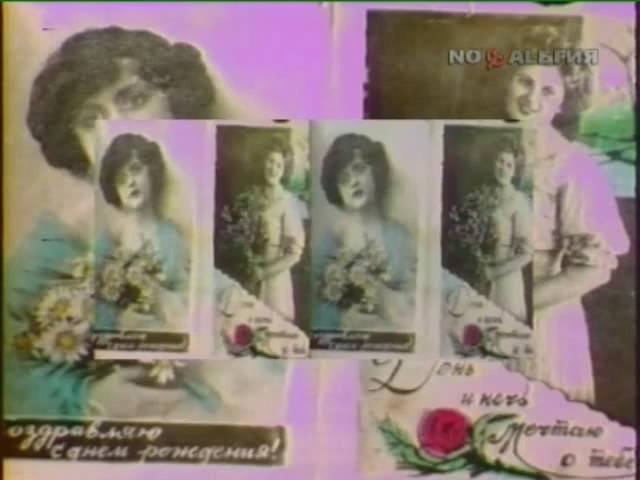 NO АЛЬГИЯ
оздравляю
с днем рождения!
День
и ночь
Мечтаю
о тебе